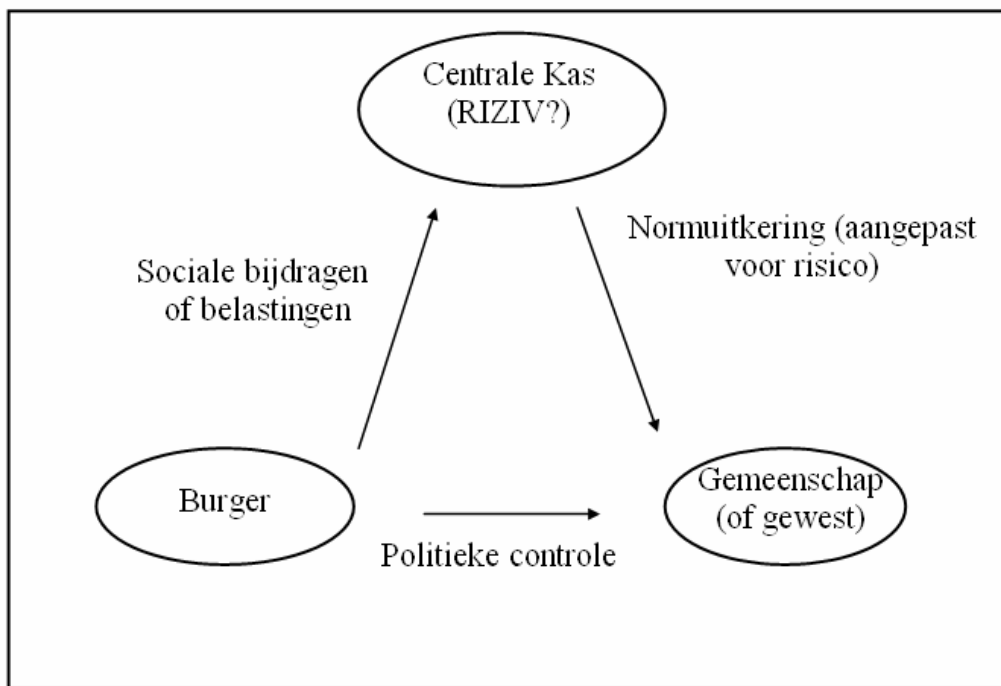 Centrale Kas
(RIZIV?)
Normuitkering (aangepast
voor risico)
Sociale bijdragen
of belastingen
Burger
Gemeenschap
(of gewest)
Politieke controle